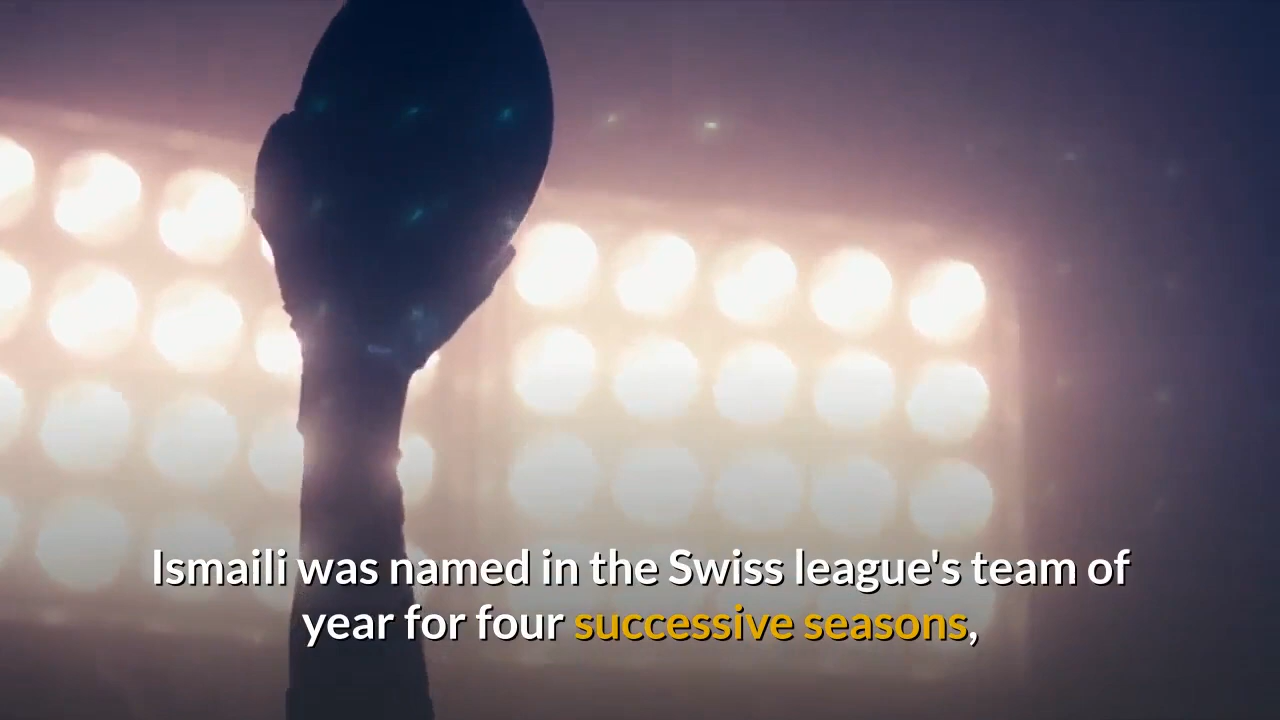 Ismaili was named in the Swiss league's team of
year for four successive seasons,